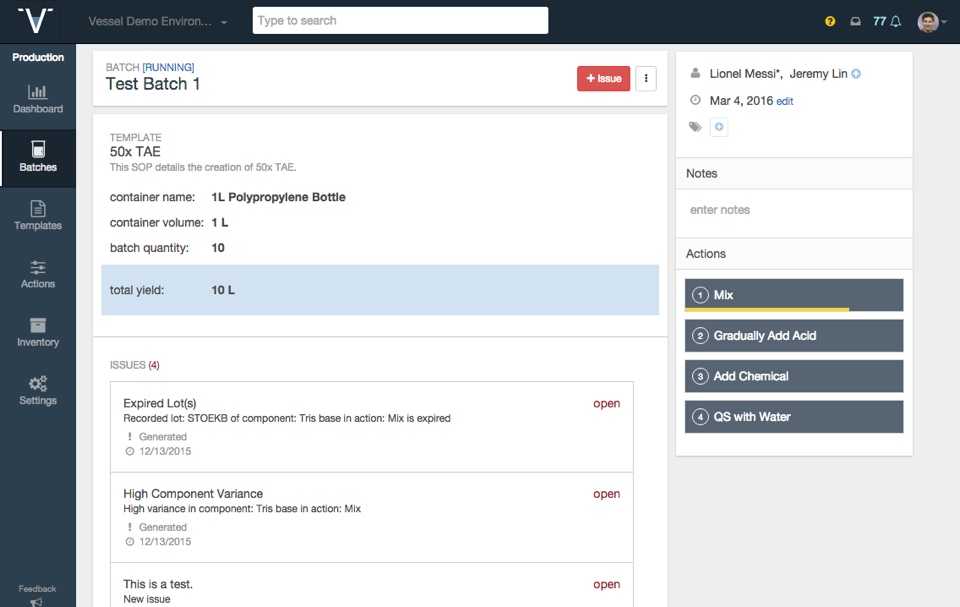 V
Vessel Demo Environ...
Type to search
?
77
Production
Dashboard
Batches
Templates
Actions
Inventory
Settings
Feedback
BATCH [RUNNING]
Test Batch 1
+ Issue
TEMPLATE
50x TAE
This SOP details the creation of 50x TAE.
container name: 1L Polypropylene Bottle
container volume: 1 L
batch quantity: 10
total yield: 10 L
ISSUES (4)
Expired Lot(s) open
Recorded lot: STOEKB of component: Tris base in action: Mix is expired
! Generated
12/13/2015
High Component Variance open
High variance in component: Tris base in action: Mix
! Generated
12/13/2015
This is a test. open
New issue
Lionel Messi*, Jeremy Lin
Mar 4, 2016 edit
Notes
enter notes
Actions
1 Mix
2 Gradually Add Acid
3 Add Chemical
4 QS with Water